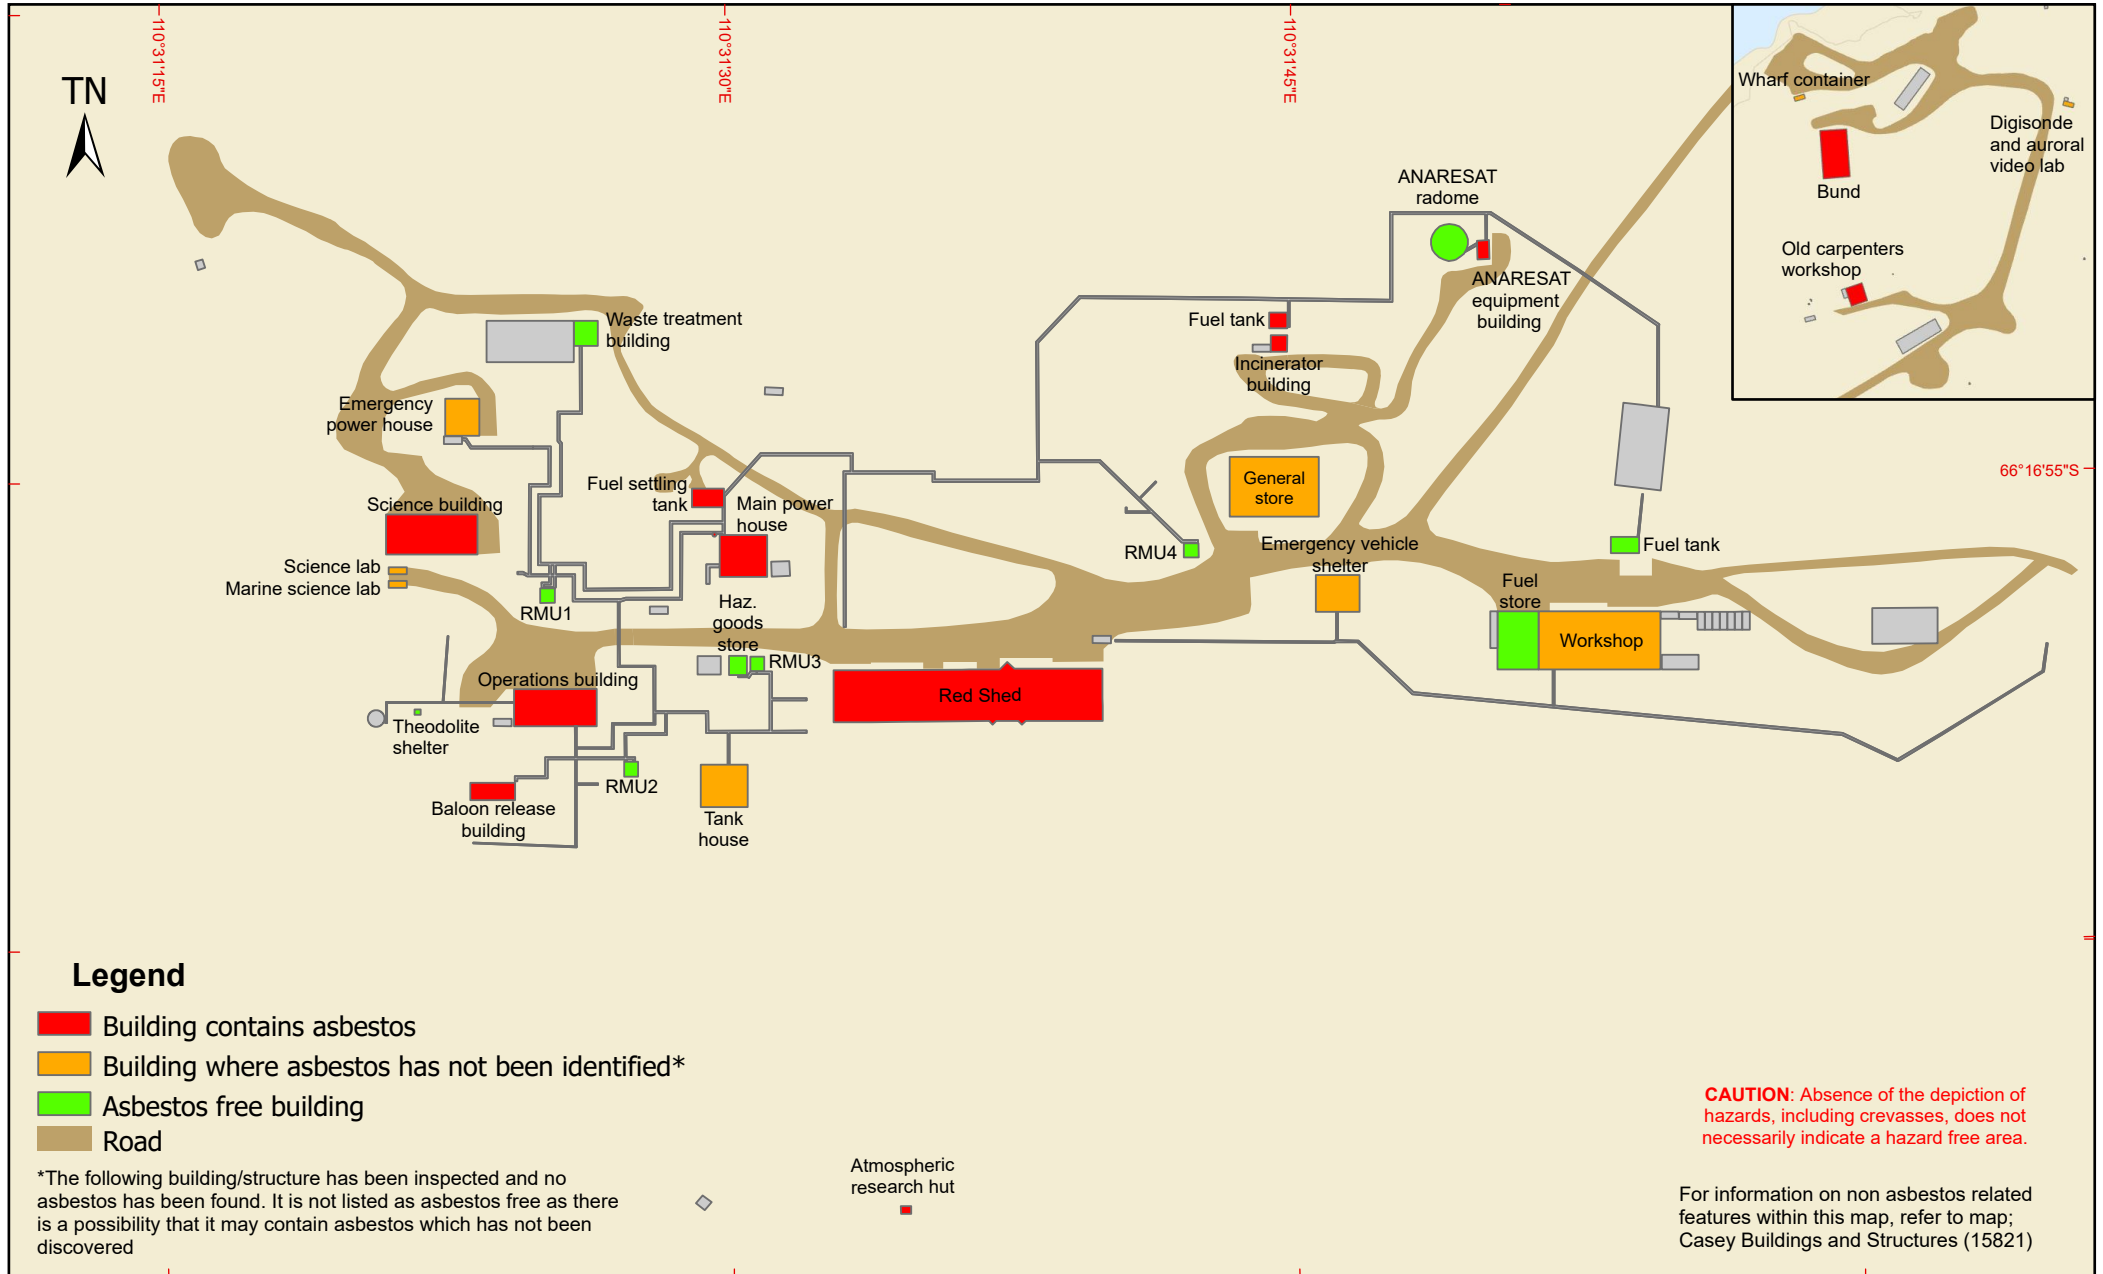 110°31'15"E
110°31'30"E
110°31'45"E
TN
Wharf container
Digisonde
and auroral
video lab
Bund
Old carpenters
workshop
ANARESAT
radome
ANARESAT
equipment
building
Fuel tank
Incinerator
building
Waste treatment
building
Emergency
power house
66°16'55"S
General
store
Fuel settling
tank
Main power
house
Science building
Emergency vehicle
shelter
RMU4
Fuel tank
Science lab
Marine science lab
RMU1
Haz.
goods
store
RMU3
Fuel
store
Workshop
Operations building
Red Shed
Theodolite
shelter
RMU2
Baloon release
building
Tank
house
Legend
Building contains asbestos
Building where asbestos has not been identified*
Asbestos free building
Road
*The following building/structure has been inspected and no
asbestos has been found. It is not listed as asbestos free as there
is a possibility that it may contain asbestos which has not been
discovered
Atmospheric
research hut
CAUTION: Absence of the depiction of
hazards, including crevasses, does not
necessarily indicate a hazard free area.
For information on non asbestos related
features within this map, refer to map;
Casey Buildings and Structures (15821)